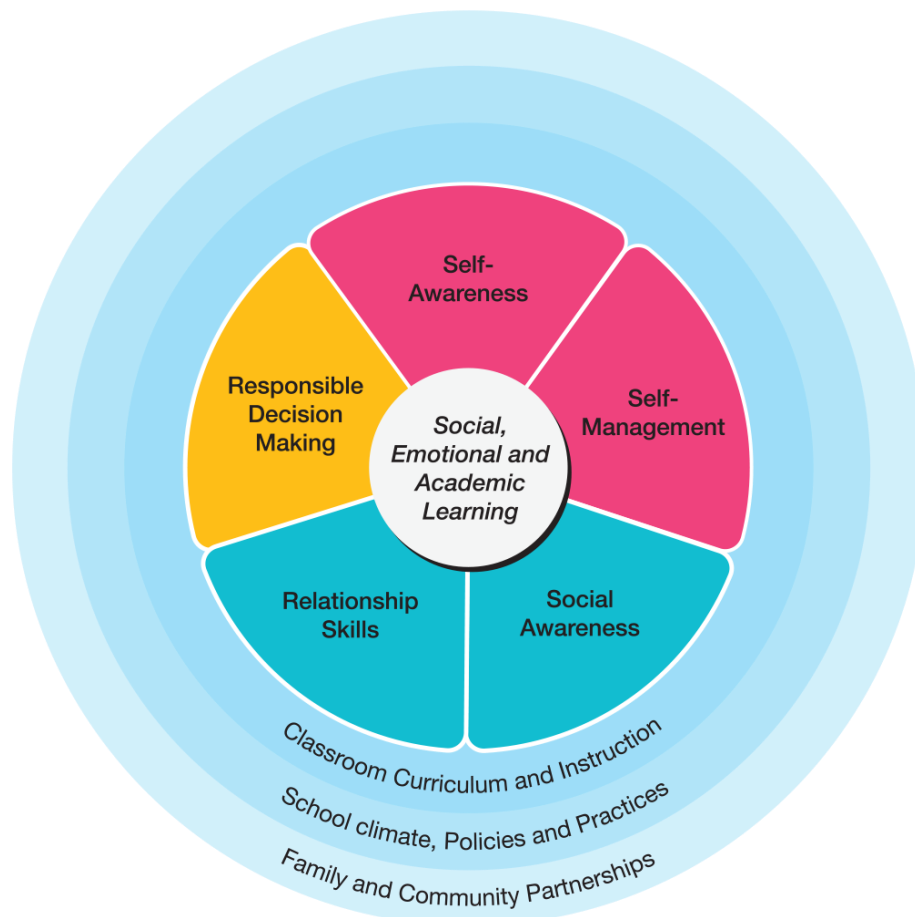 Self-
Awareness
Self-
Management
Responsible
Decision
Making
Social,
Emotional and
Academic
Learning
Relationship
Skills
Social
Awareness
Classroom Curriculum and Instruction
School climate, Policies and Practices
Family and Community Partnerships